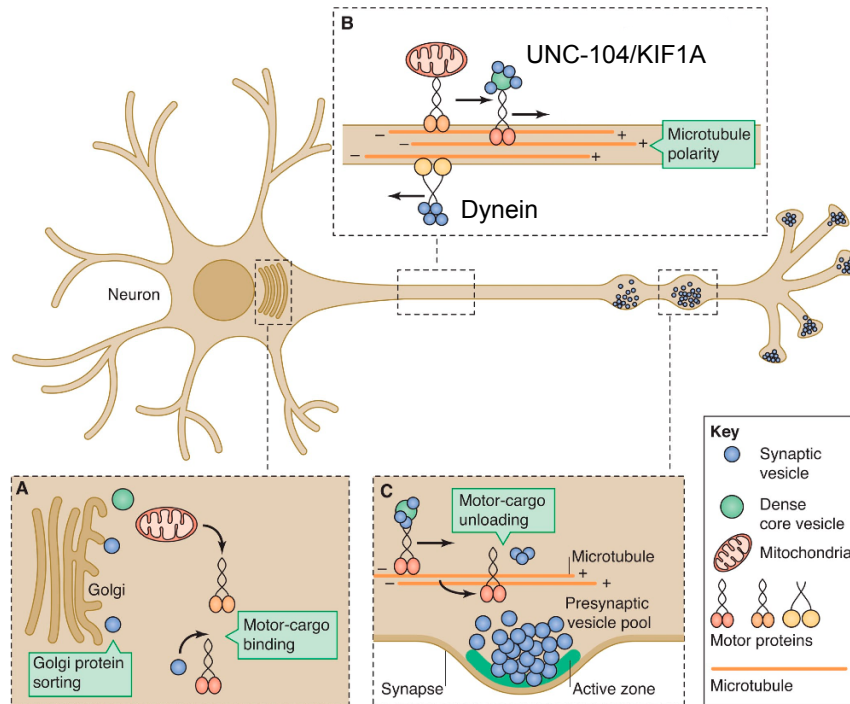 B
UNC-104/KIF1A
− +
− +
− +
Microtubule
polarity
Dynein
Neuron
A
Golgi
Motor-cargo
binding
Golgi protein
sorting
C
Motor-cargo
unloading
Microtubule
− +
− +
Presynaptic
vesicle pool
Synapse
Active zone
Key
Synaptic
vesicle
Dense
core vesicle
Mitochondria
Motor proteins
Microtubule